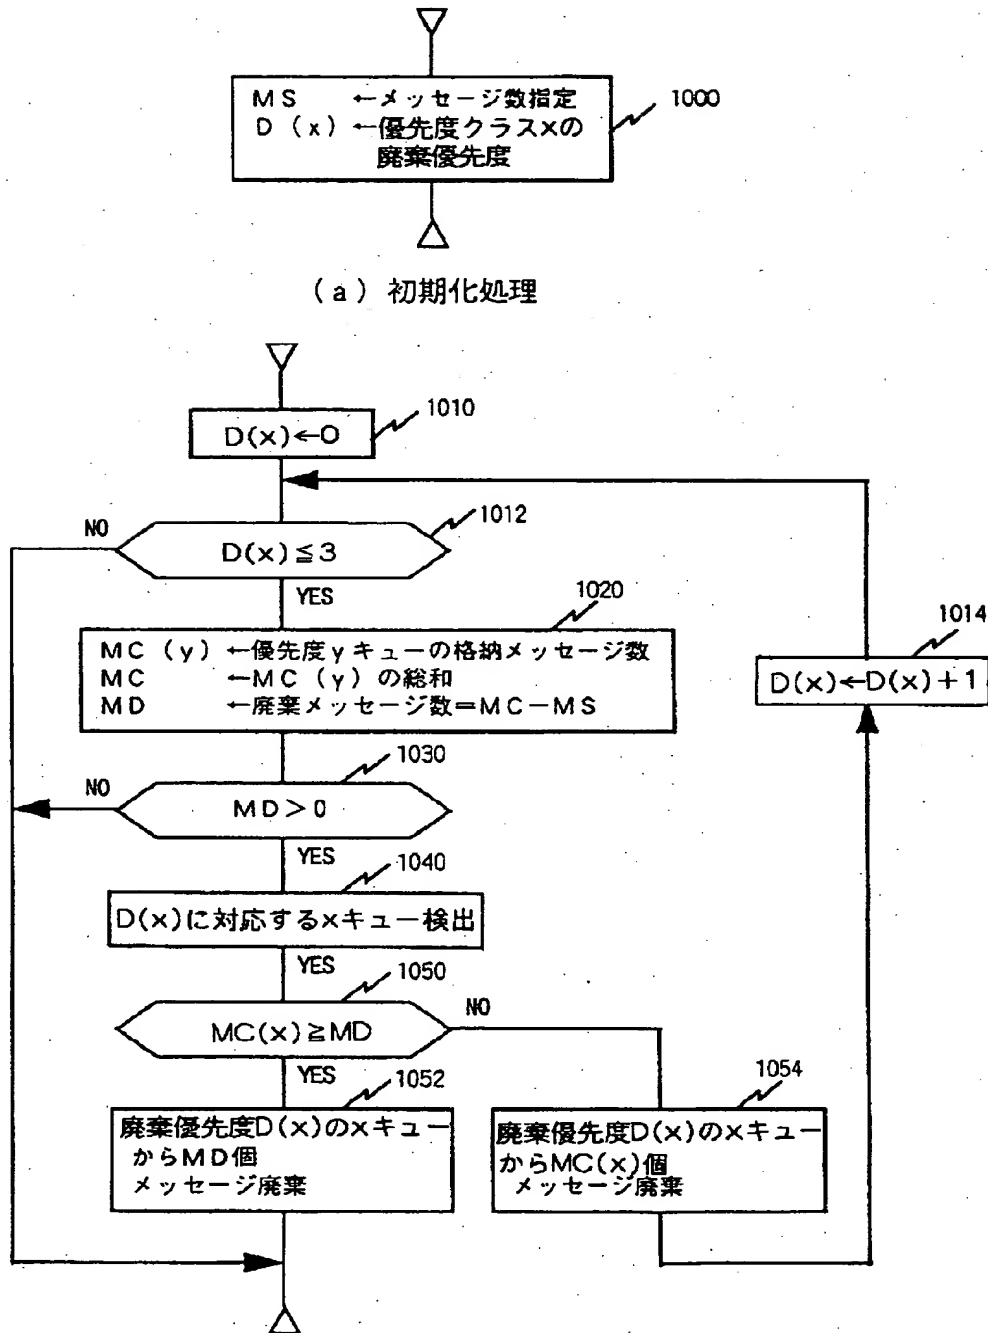 MS ←メッセージ数指定
1000
D(x)←優先度クラスxの
廃棄優先度
(a) 初期化処理
D(x)←0
1010
NO
D(x)≦3
1012
YES
1020
MC(y)←優先度yキューの格納メッセージ数
MC ←MC(y)の総和
MD ←廃棄メッセージ数=MC-MS
1014
D(x)←D(x)+1
1030
NO
MD>0
YES
1040
D(x)に対応するxキュー検出
YES
1050
MC(x)≧MD
NO
YES
1052
廃棄優先度D(x)のxキュー
からMD個
メッセージ廃棄
1054
廃棄優先度D(x)のxキュー
からMC(x)個
メッセージ廃棄